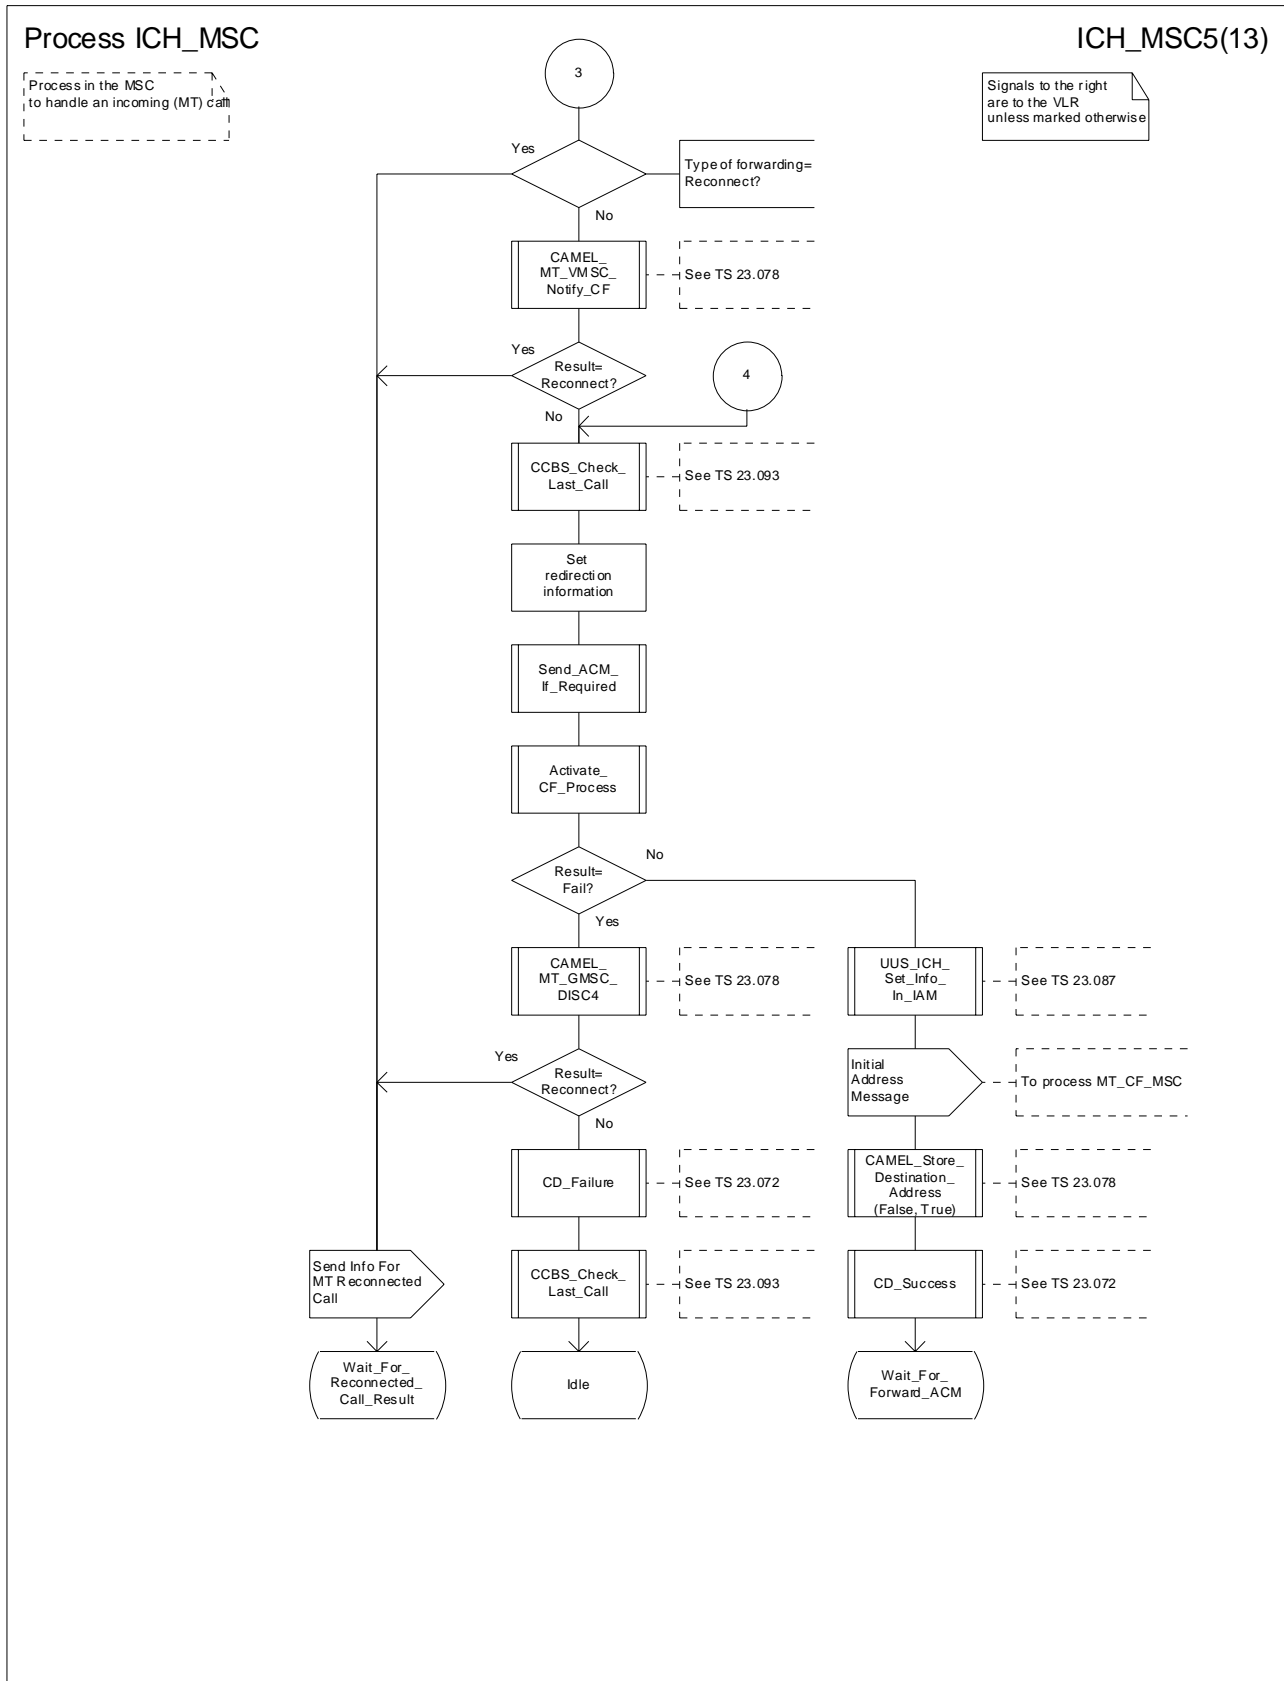 Process ICH_MSC
ICH_MSC5(13)
Process in the MSC
to handle an incoming (MT) call
Signals to the right
are to the VLR
unless marked otherwise
3
Yes
Type of forwarding=
Reconnect?
No
CAMEL_
MT_VMSC_
Notify_CF
See TS 23.078
Yes
Result=
Reconnect?
4
No
CCBS_Check_
Last_Call
See TS 23.093
Set
redirection
information
Send_ACM_
If_Required
Activate_
CF_Process
Result=
Fail?
No
Yes
CAMEL_
MT_GMSC_
DISC4
See TS 23.078
UUS_ICH_
Set_Info_
In_IAM
See TS 23.087
Yes
Result=
Reconnect?
No
Initial
Address
Message
To process MT_CF_MSC
CD_Failure
See TS 23.072
CAMEL_Store_
Destination_
Address
(False, True)
See TS 23.078
Send Info For
MT Reconnected
Call
CCBS_Check_
Last_Call
See TS 23.093
CD_Success
See TS 23.072
Wait_For_
Reconnected_
Call_Result
Idle
Wait_For_
Forward_ACM